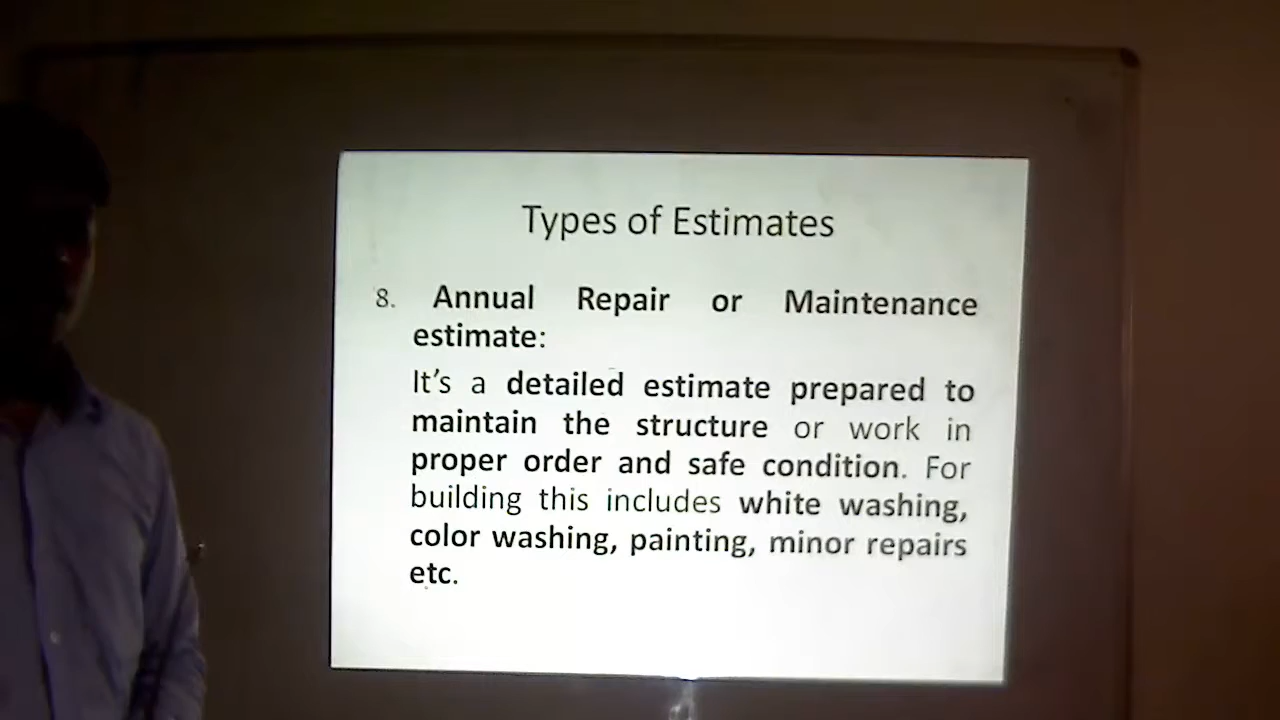 Types of Estimates
8. Annual Repair or Maintenance
estimate:
It's a detailed estimate prepared to
maintain the structure or work in
proper order and safe condition. For
building this includes white washing,
color washing, painting, minor repairs
etc.